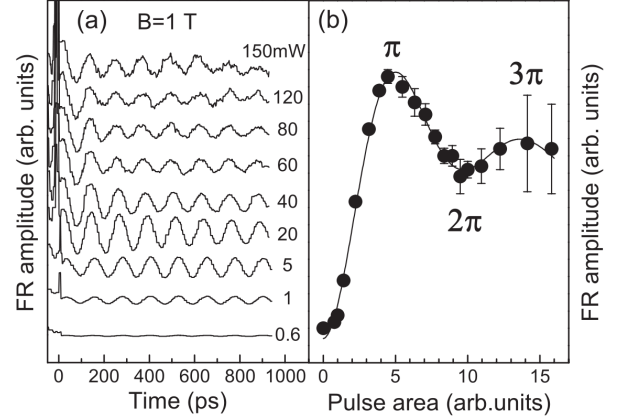 (a) B=1 T
150mW
120
80
60
40
20
5
1
0.6
FR amplitude (arb. units)
0 200 400 600 800 1000
Time (ps)
(b)
π
2π
3π
0 5 10 15
Pulse area (arb.units)
FR amplitude (arb. units)